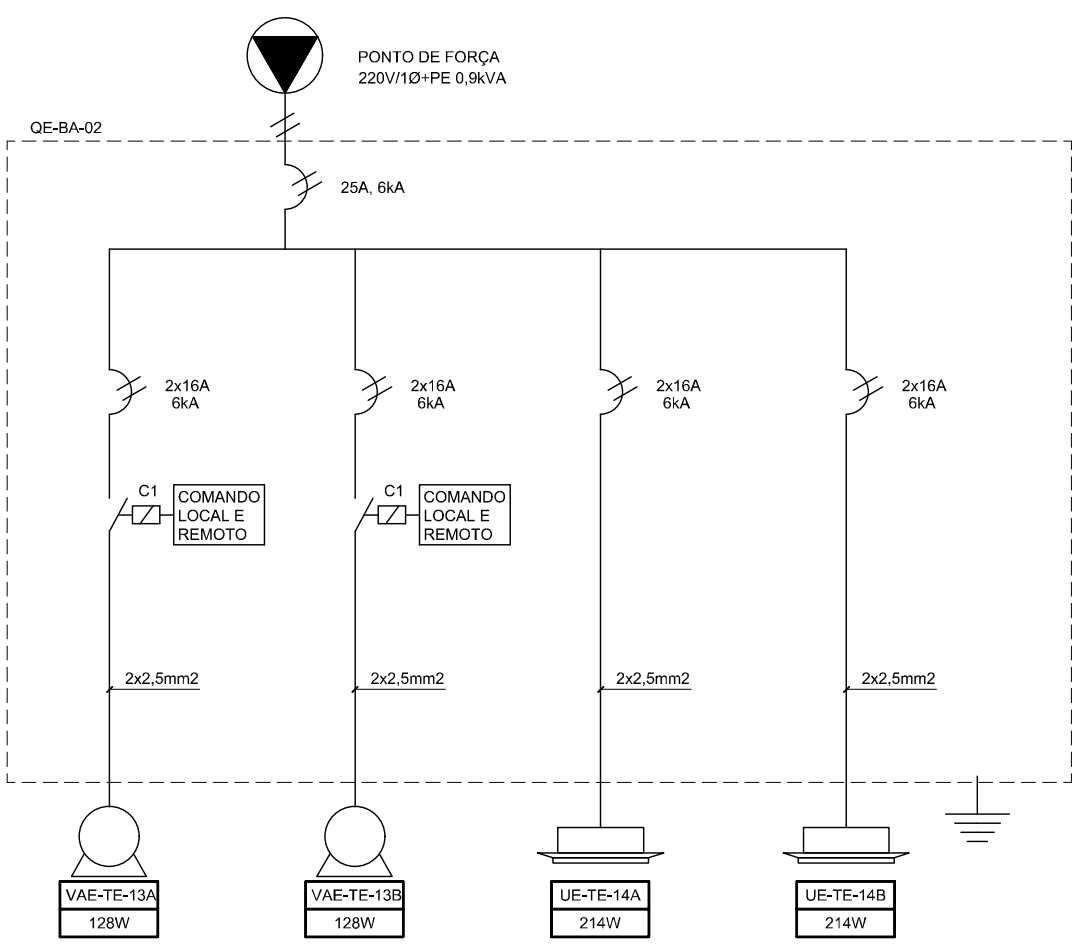 PONTO DE FORÇA
220V/1Ø+PE 0,9kVA
QE-BA-02
25A, 6kA
2x16A
6kA
2x16A
6kA
2x16A
6kA
2x16A
6kA
C1
COMANDO
LOCAL E
REMOTO
C1
COMANDO
LOCAL E
REMOTO
2x2,5mm2
2x2,5mm2
2x2,5mm2
2x2,5mm2
VAE-TE-13A
128W
VAE-TE-13B
128W
UE-TE-14A
214W
UE-TE-14B
214W